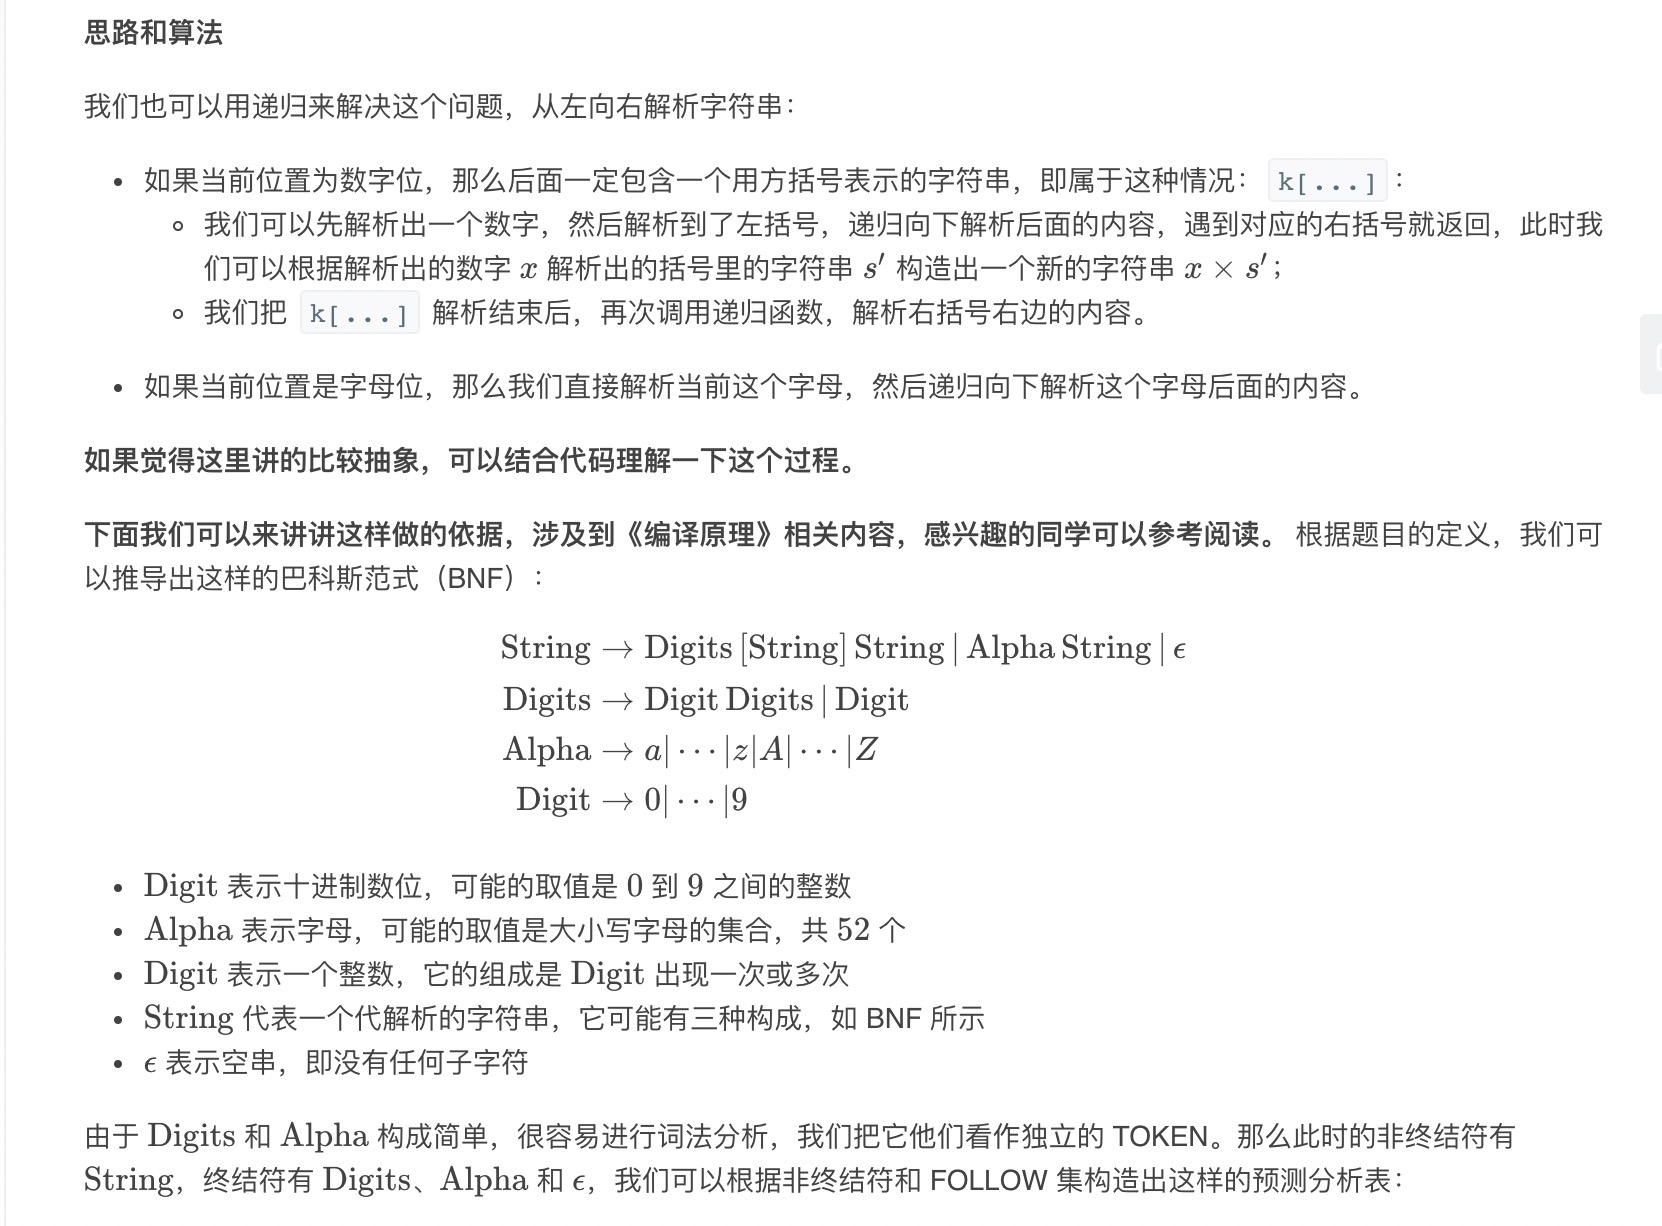 思路和算法
我们也可以用递归来解决这个问题，从左向右解析字符串：
• 如果当前位置为数字位，那么后面一定包含一个用方括号表示的字符串，即属于这种情况： k[...] ：
◦ 我们可以先解析出一个数字，然后解析到了左括号，递归向下解析后面的内容，遇到对应的右括号就返回，此时我
们可以根据解析出的数字 x 解析出的括号里的字符串 s′ 构造出一个新的字符串 x × s′；
◦ 我们把 k[...] 解析结束后，再次调用递归函数，解析右括号右边的内容。
• 如果当前位置是字母位，那么我们直接解析当前这个字母，然后递归向下解析这个字母后面的内容。
如果觉得这里讲的比较抽象，可以结合代码理解一下这个过程。
下面我们可以来讲讲这样做的依据，涉及到《编译原理》相关内容，感兴趣的同学可以参考阅读。 根据题目的定义，我们可
以推导出这样的巴科斯范式（BNF）：
String → Digits [String] String | Alpha String | ϵ
Digits → Digit Digits | Digit
Alpha → a|⋯|z|A|⋯|Z
Digit → 0|⋯|9
• Digit 表示十进制数位，可能的取值是 0 到 9 之间的整数
• Alpha 表示字母，可能的取值是大小写字母的集合，共 52 个
• Digit 表示一个整数，它的组成是 Digit 出现一次或多次
• String 代表一个代解析的字符串，它可能有三种构成，如 BNF 所示
• ϵ 表示空串，即没有任何子字符
由于 Digits 和 Alpha 构成简单，很容易进行词法分析，我们把它他们看作独立的 TOKEN。那么此时的非终结符有
String，终结符有 Digits、Alpha 和 ϵ，我们可以根据非终结符和 FOLLOW 集构造出这样的预测分析表：